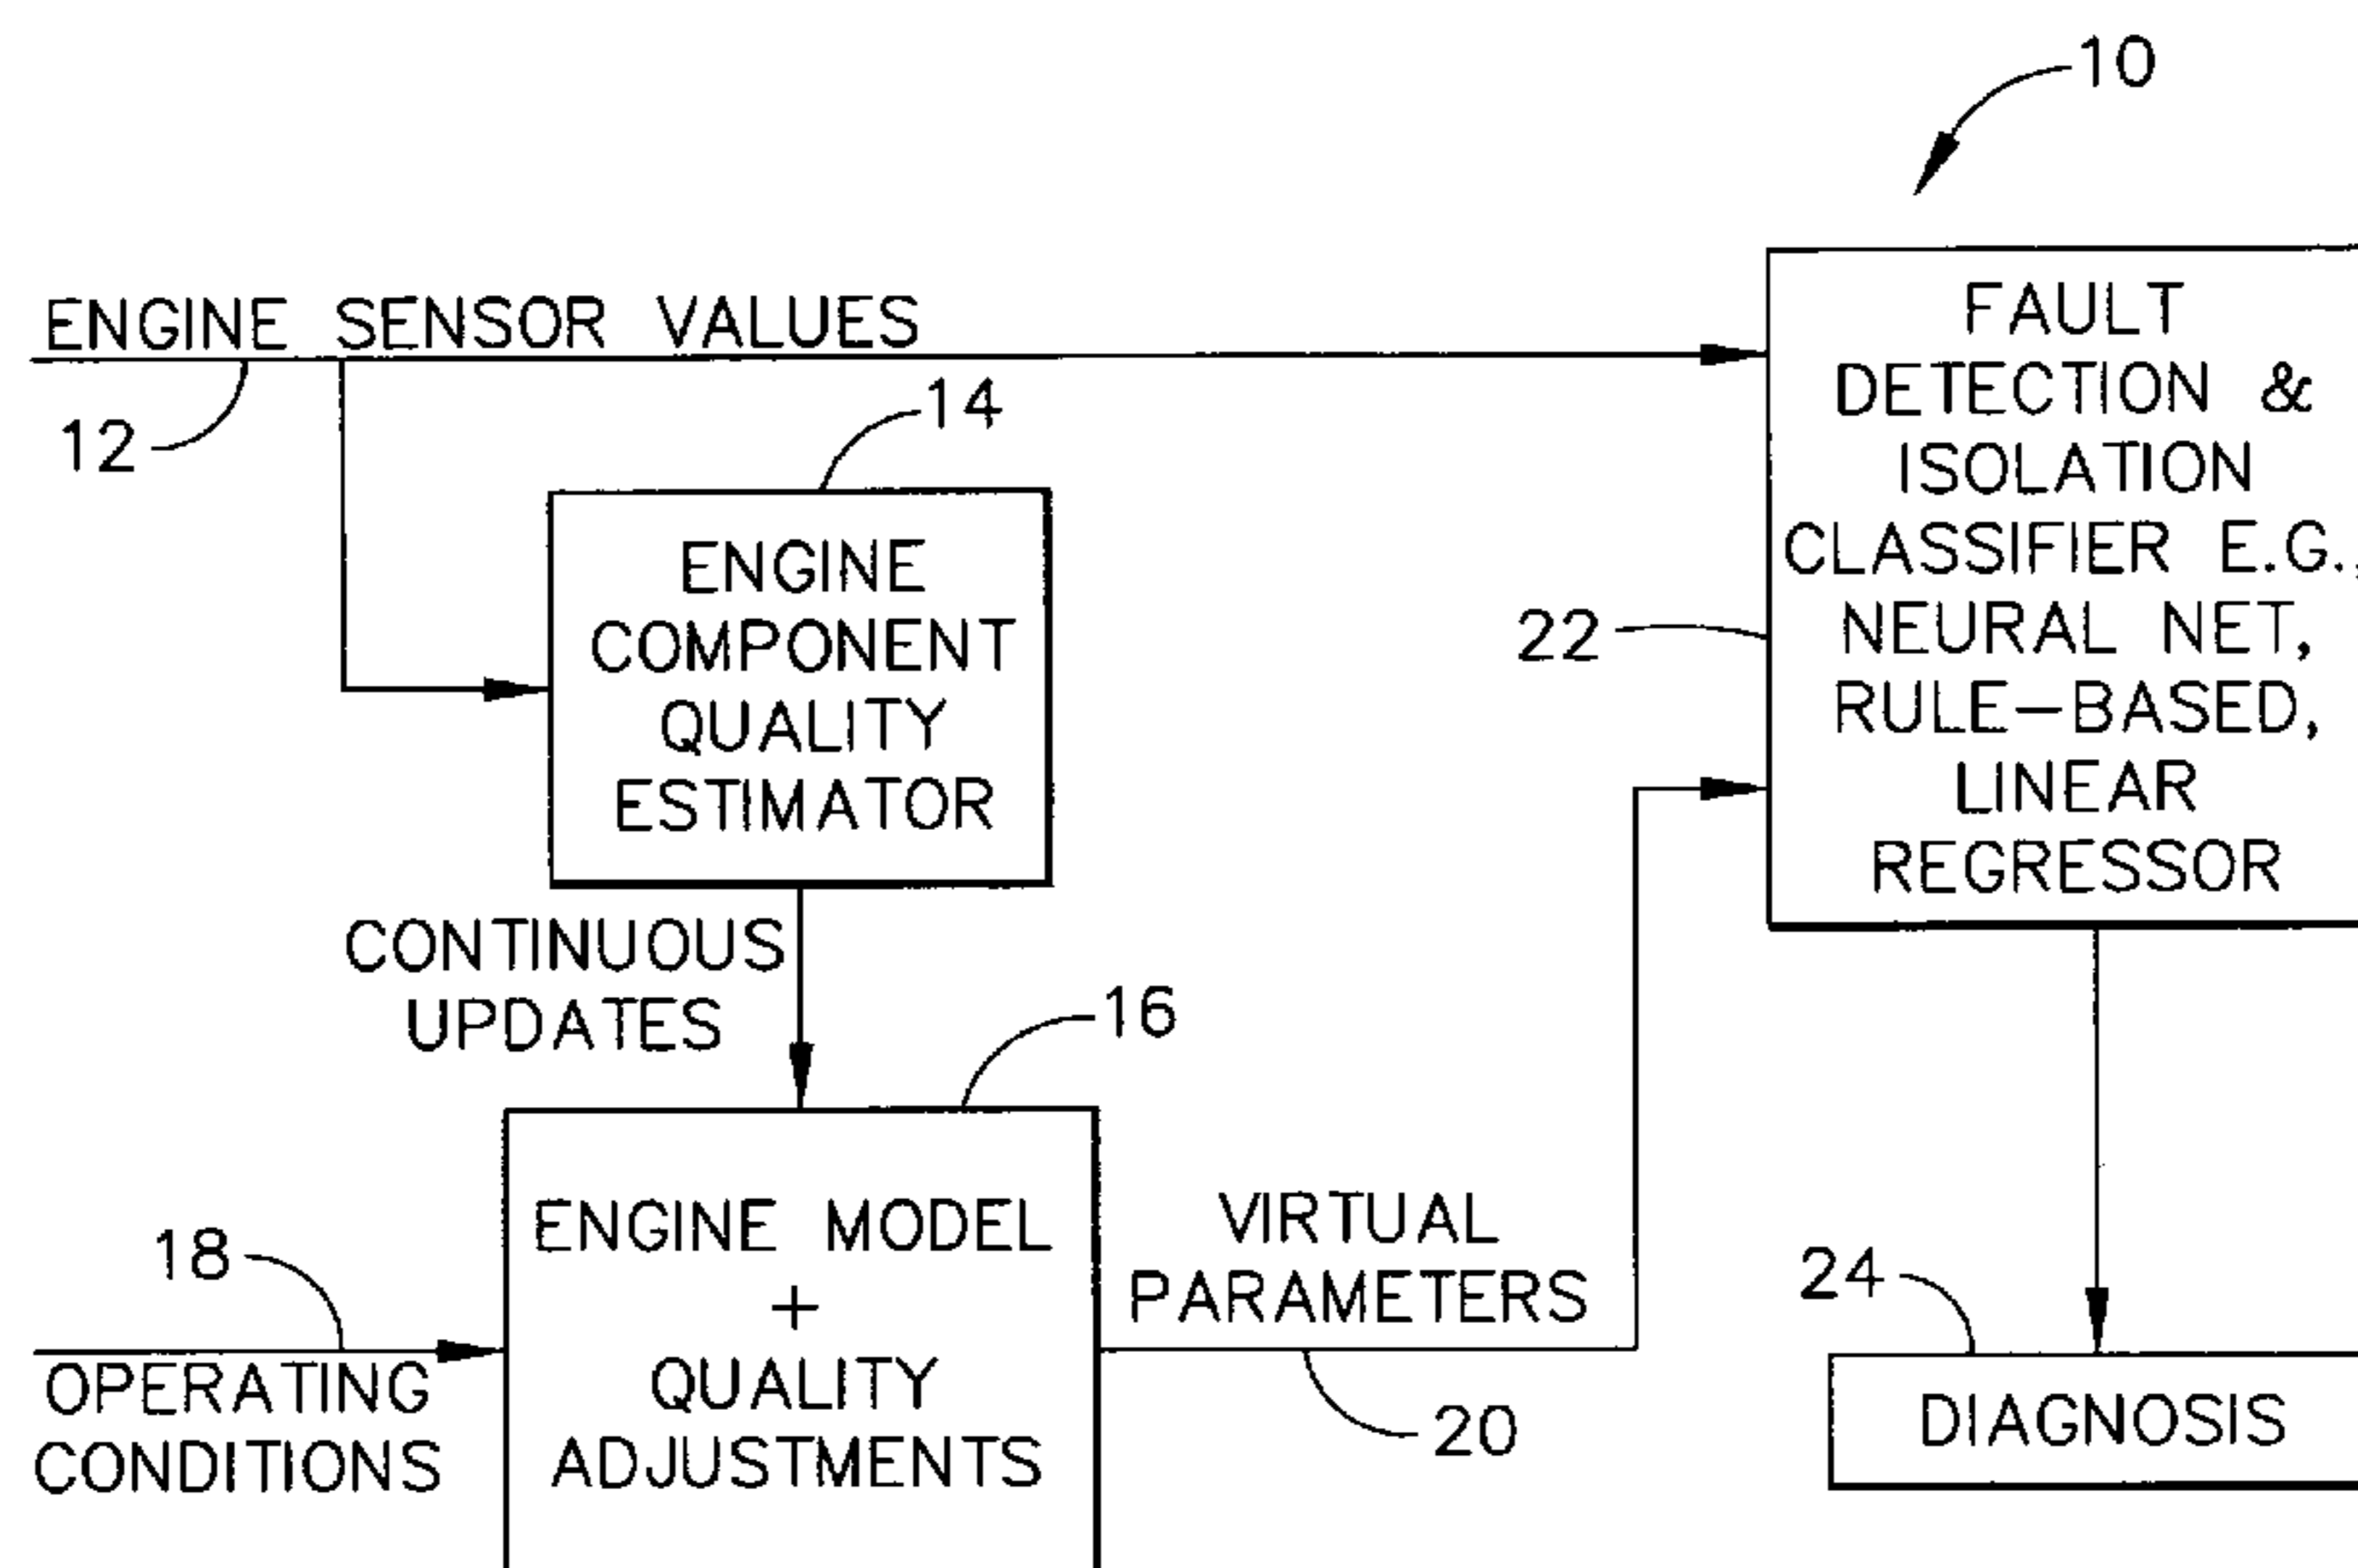 10
ENGINE SENSOR VALUES
12
14
ENGINE
COMPONENT
QUALITY
ESTIMATOR
CONTINUOUS
UPDATES
16
ENGINE MODEL
+
QUALITY
ADJUSTMENTS
18
OPERATING
CONDITIONS
VIRTUAL
PARAMETERS
20
22
FAULT
DETECTION &
ISOLATION
CLASSIFIER E.G.,
NEURAL NET,
RULE-BASED,
LINEAR
REGRESSOR
24
DIAGNOSIS